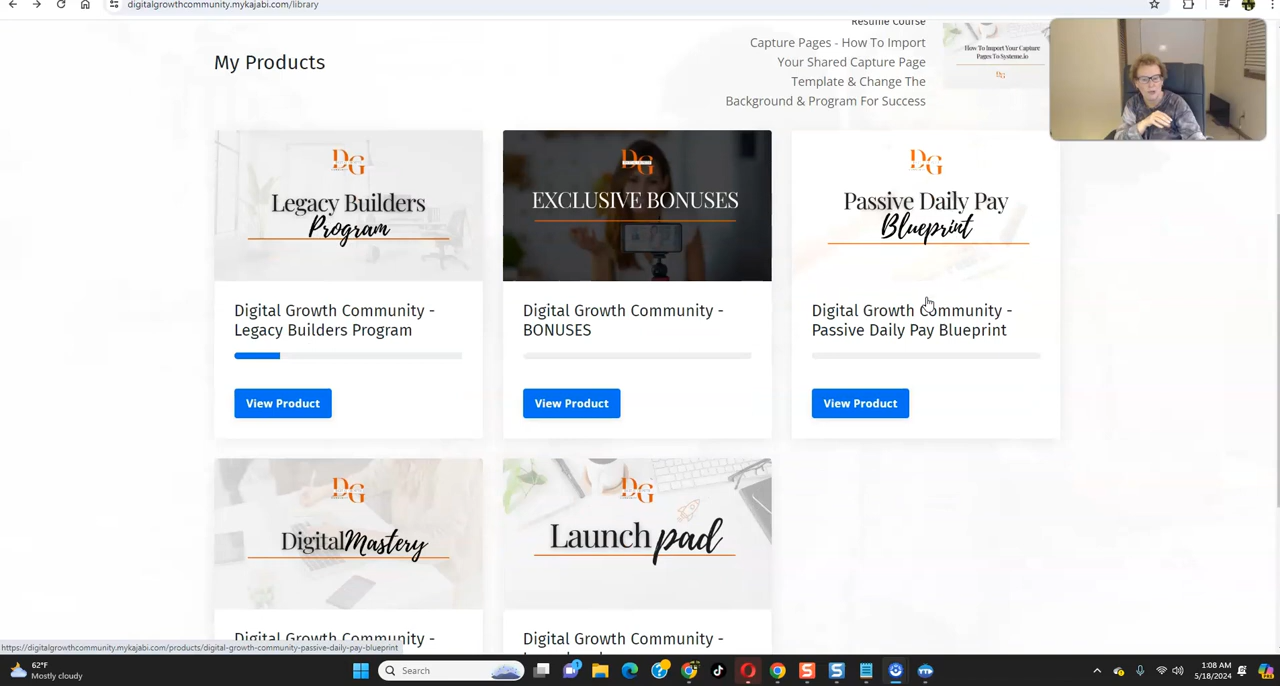 digitalgrowthcommunity.mykajabi.com/library
Resume Course
My Products
Capture Pages - How To Import
Your Shared Capture Page
Template & Change The
Background & Program For Success
How To Import Your Capture
Pages To Systeme.io
DG
DG
Legacy Builders
Program
DG
EXCLUSIVE BONUSES
DG
Passive Daily Pay
Blueprint
Digital Growth Community -
Legacy Builders Program
Digital Growth Community -
BONUSES
Digital Growth Community -
Passive Daily Pay Blueprint
View Product
View Product
View Product
DG
Digital Mastery
DG
Launch pad
Digital Growth Community -
Digital Growth Community -
https://digitalgrowthcommunity.mykajabi.com/products/digital-growth-community-passive-daily-pay-blueprint
62°F
Mostly cloudy
Search
1:08 AM
5/18/2024